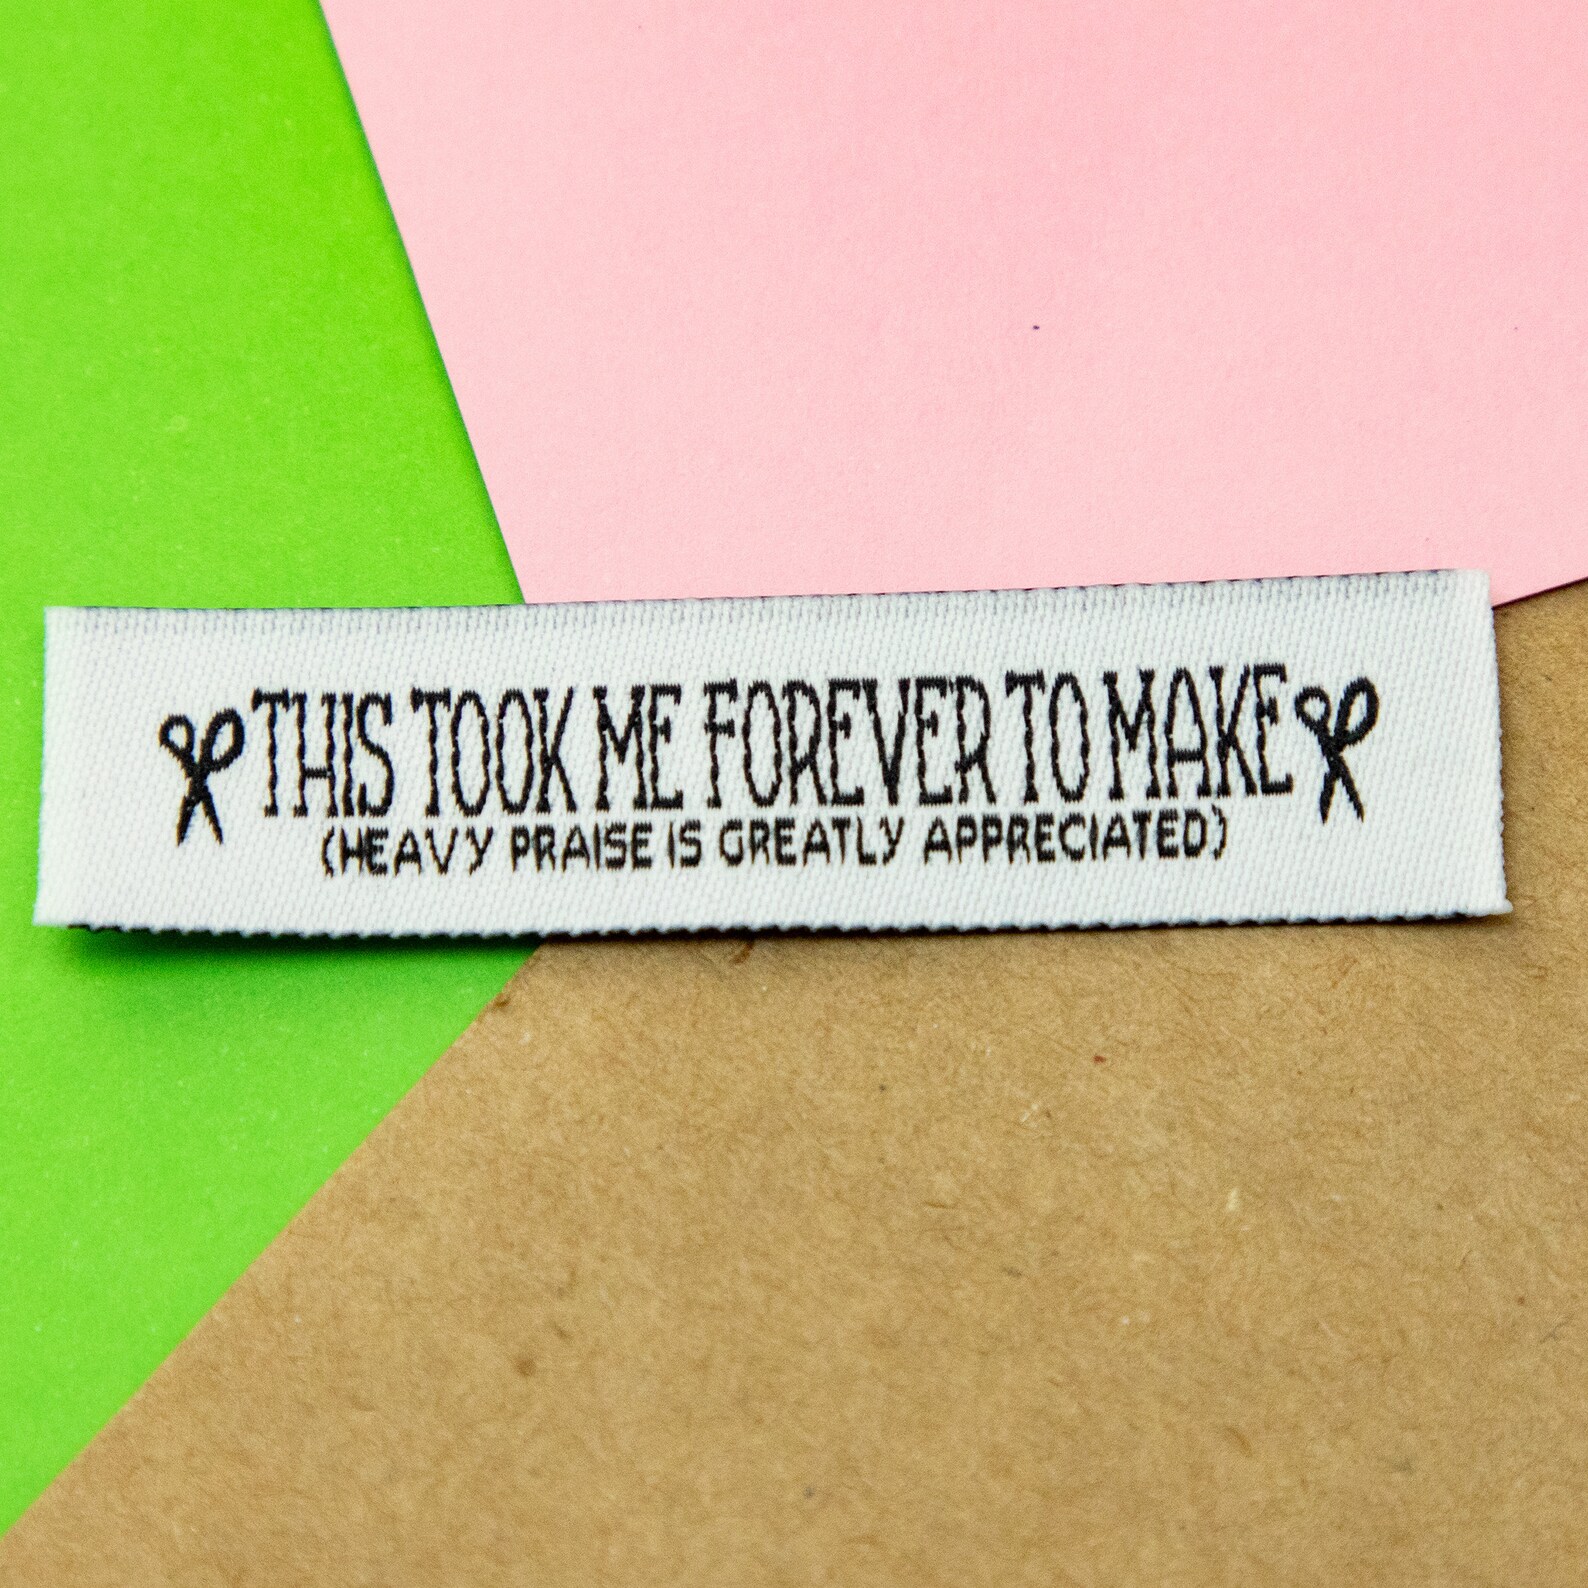 THIS TOOK ME FOREVER TO MAKE
(HEAVY PRAISE IS GREATLY APPRECIATED)